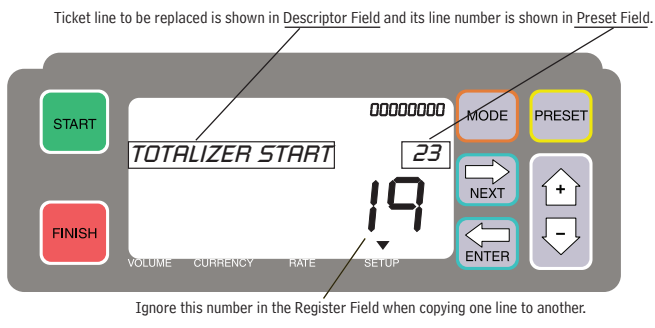 Ticket line to be replaced is shown in Descriptor Field and its line number is shown in Preset Field.
START
00000000
MODE
PRESET
TOTALIZER START
23
NEXT
+
19
FINISH
ENTER
-
VOLUME CURRENCY RATE SETUP
Ignore this number in the Register Field when copying one line to another.